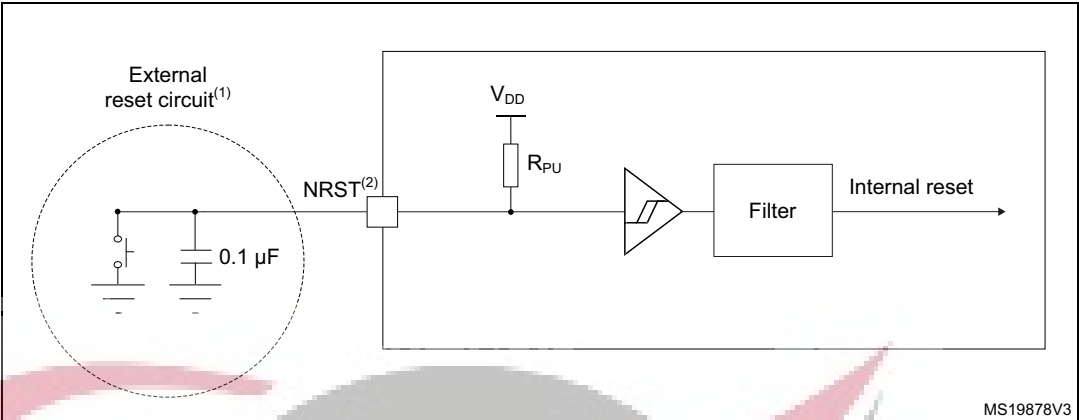 External
reset circuit(1)
VDD
RPU
NRST(2)
Filter
Internal reset
0.1 µF
MS19878V3